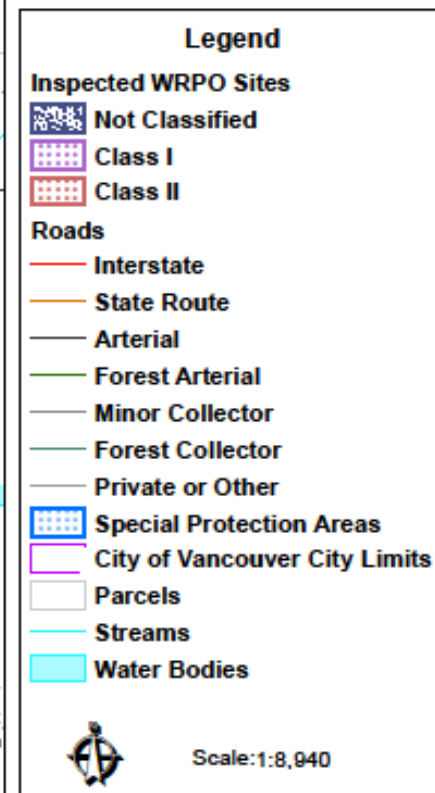 Legend
Inspected WRPO Sites
Not Classified
Class I
Class II
Roads
Interstate
State Route
Arterial
Forest Arterial
Minor Collector
Forest Collector
Private or Other
Special Protection Areas
City of Vancouver City Limits
Parcels
Streams
Water Bodies
Scale:1:8,940